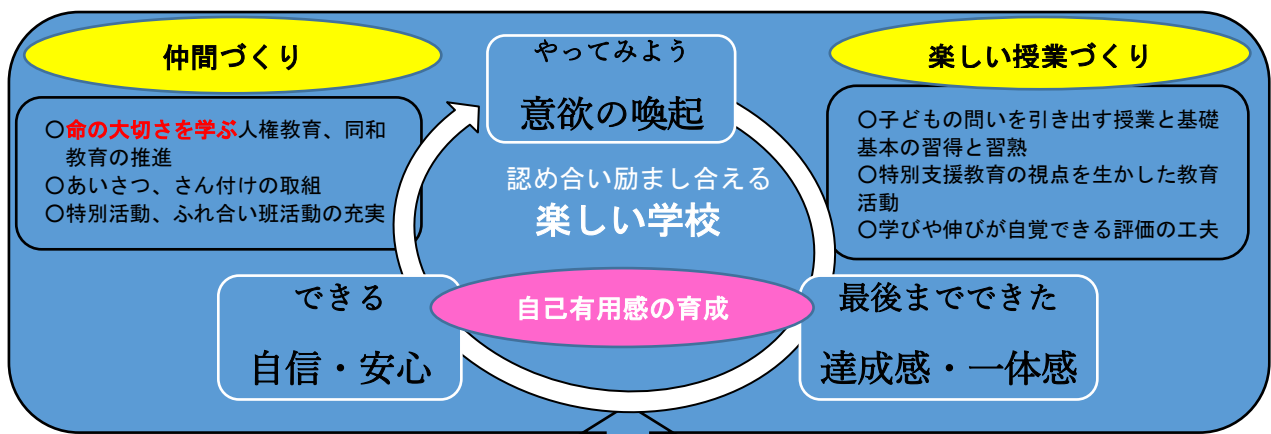 仲間づくり
○命の大切さを学ぶ人権教育、同和
教育の推進
○あいさつ、さん付けの取組
○特別活動、ふれ合い班活動の充実
やってみよう
意欲の喚起
認め合い励まし合える
楽しい学校
自己有用感の育成
楽しい授業づくり
○子どもの問いを引き出す授業と基礎
基本の習得と習熟
○特別支援教育の視点を生かした教育
活動
○学びや伸びが自覚できる評価の工夫
できる
自信・安心
最後までできた
達成感・一体感